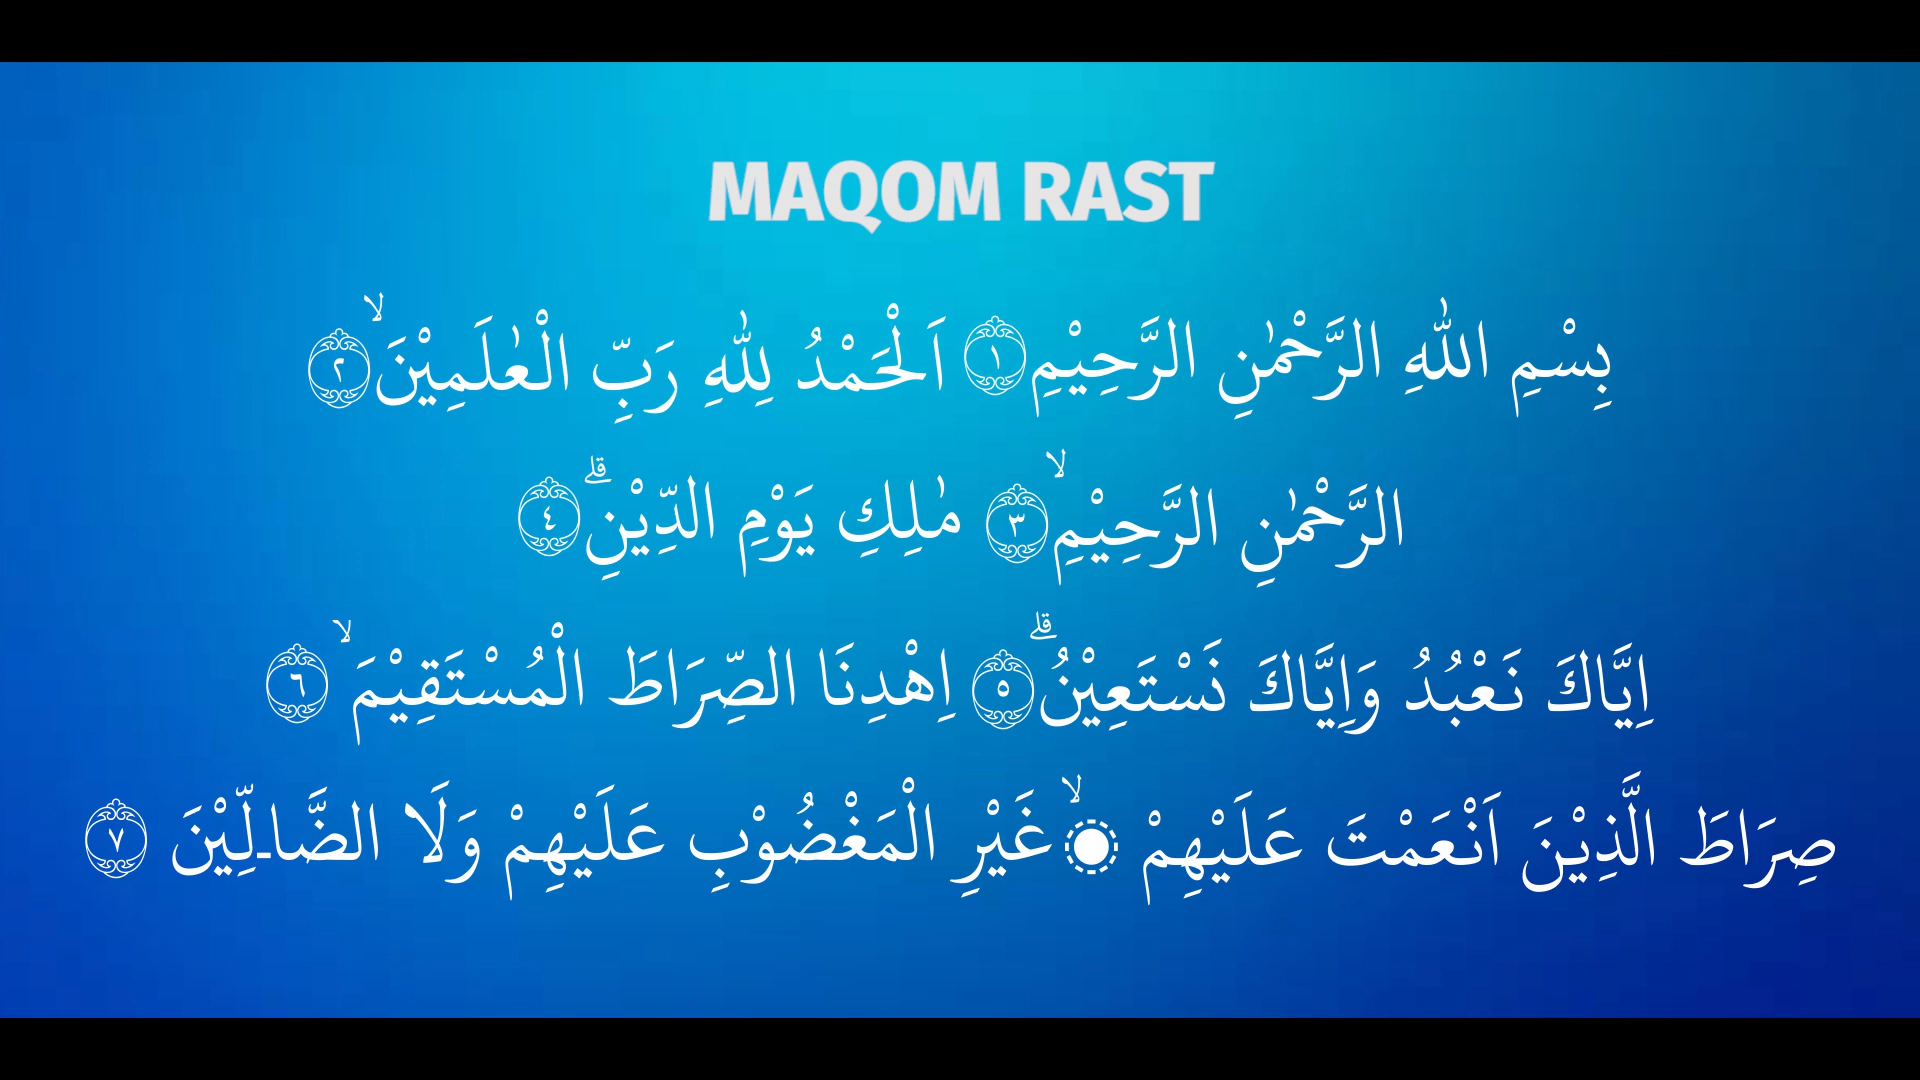 MAQOM RAST
بِسْمِ اللّٰهِ الرَّحْمٰنِ الرَّحِيْمِ ١ اَلْحَمْدُ لِلّٰهِ رَبِّ الْعٰلَمِيْنَۙ ٢
الرَّحْمٰنِ الرَّحِيْمِۙ ٣ مٰلِكِ يَوْمِ الدِّيْنِۗ ٤
اِيَّاكَ نَعْبُدُ وَاِيَّاكَ نَسْتَعِيْنُۗ ٥ اِهْدِنَا الصِّرَاطَ الْمُسْتَقِيْمَۙ ٦
صِرَاطَ الَّذِيْنَ اَنْعَمْتَ عَلَيْهِمْ ۙ غَيْرِ الْمَغْضُوْبِ عَلَيْهِمْ وَلَا الضَّاۤلِّيْنَ ٧